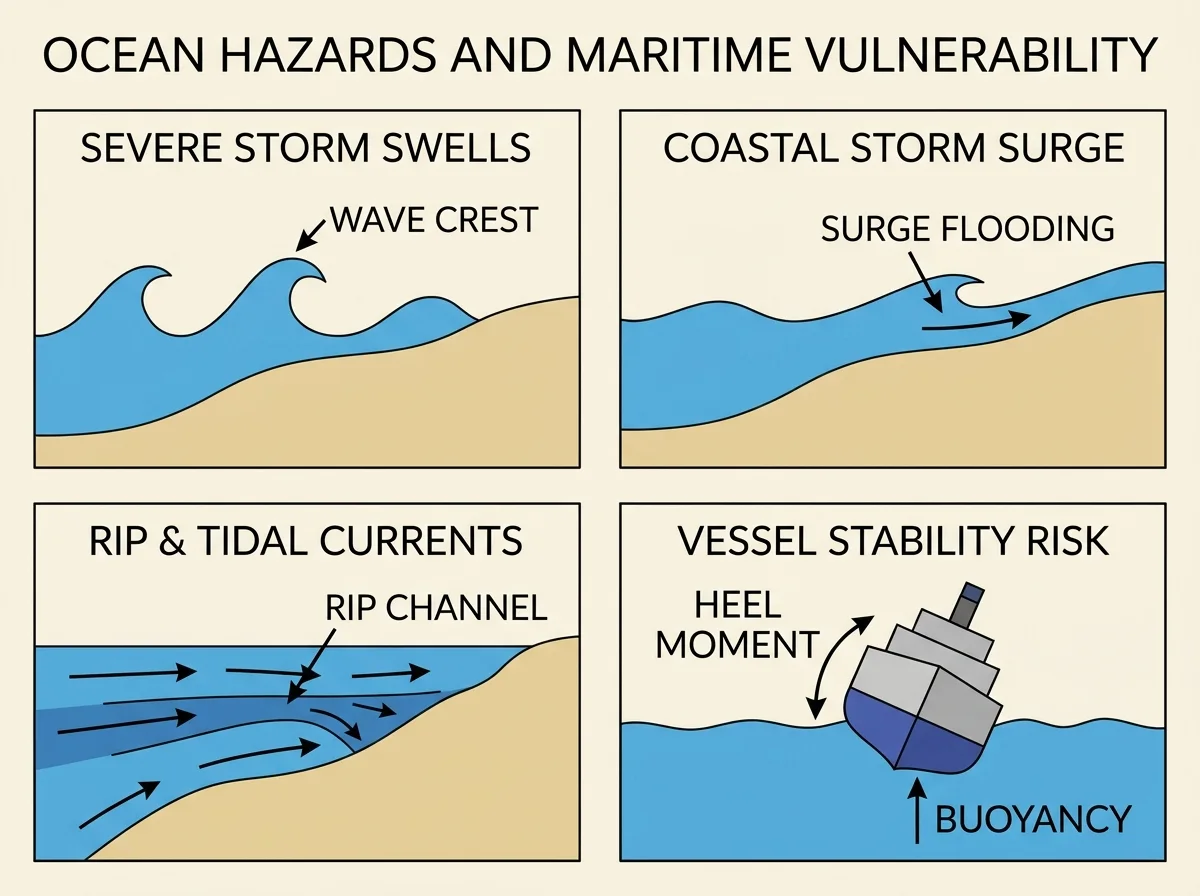 OCEAN HAZARDS AND MARITIME VULNERABILITY
SEVERE STORM SWELLS
WAVE CREST
COASTAL STORM SURGE
SURGE FLOODING
RIP & TIDAL CURRENTS
RIP CHANNEL
VESSEL STABILITY RISK
HEEL
MOMENT
BUOYANCY